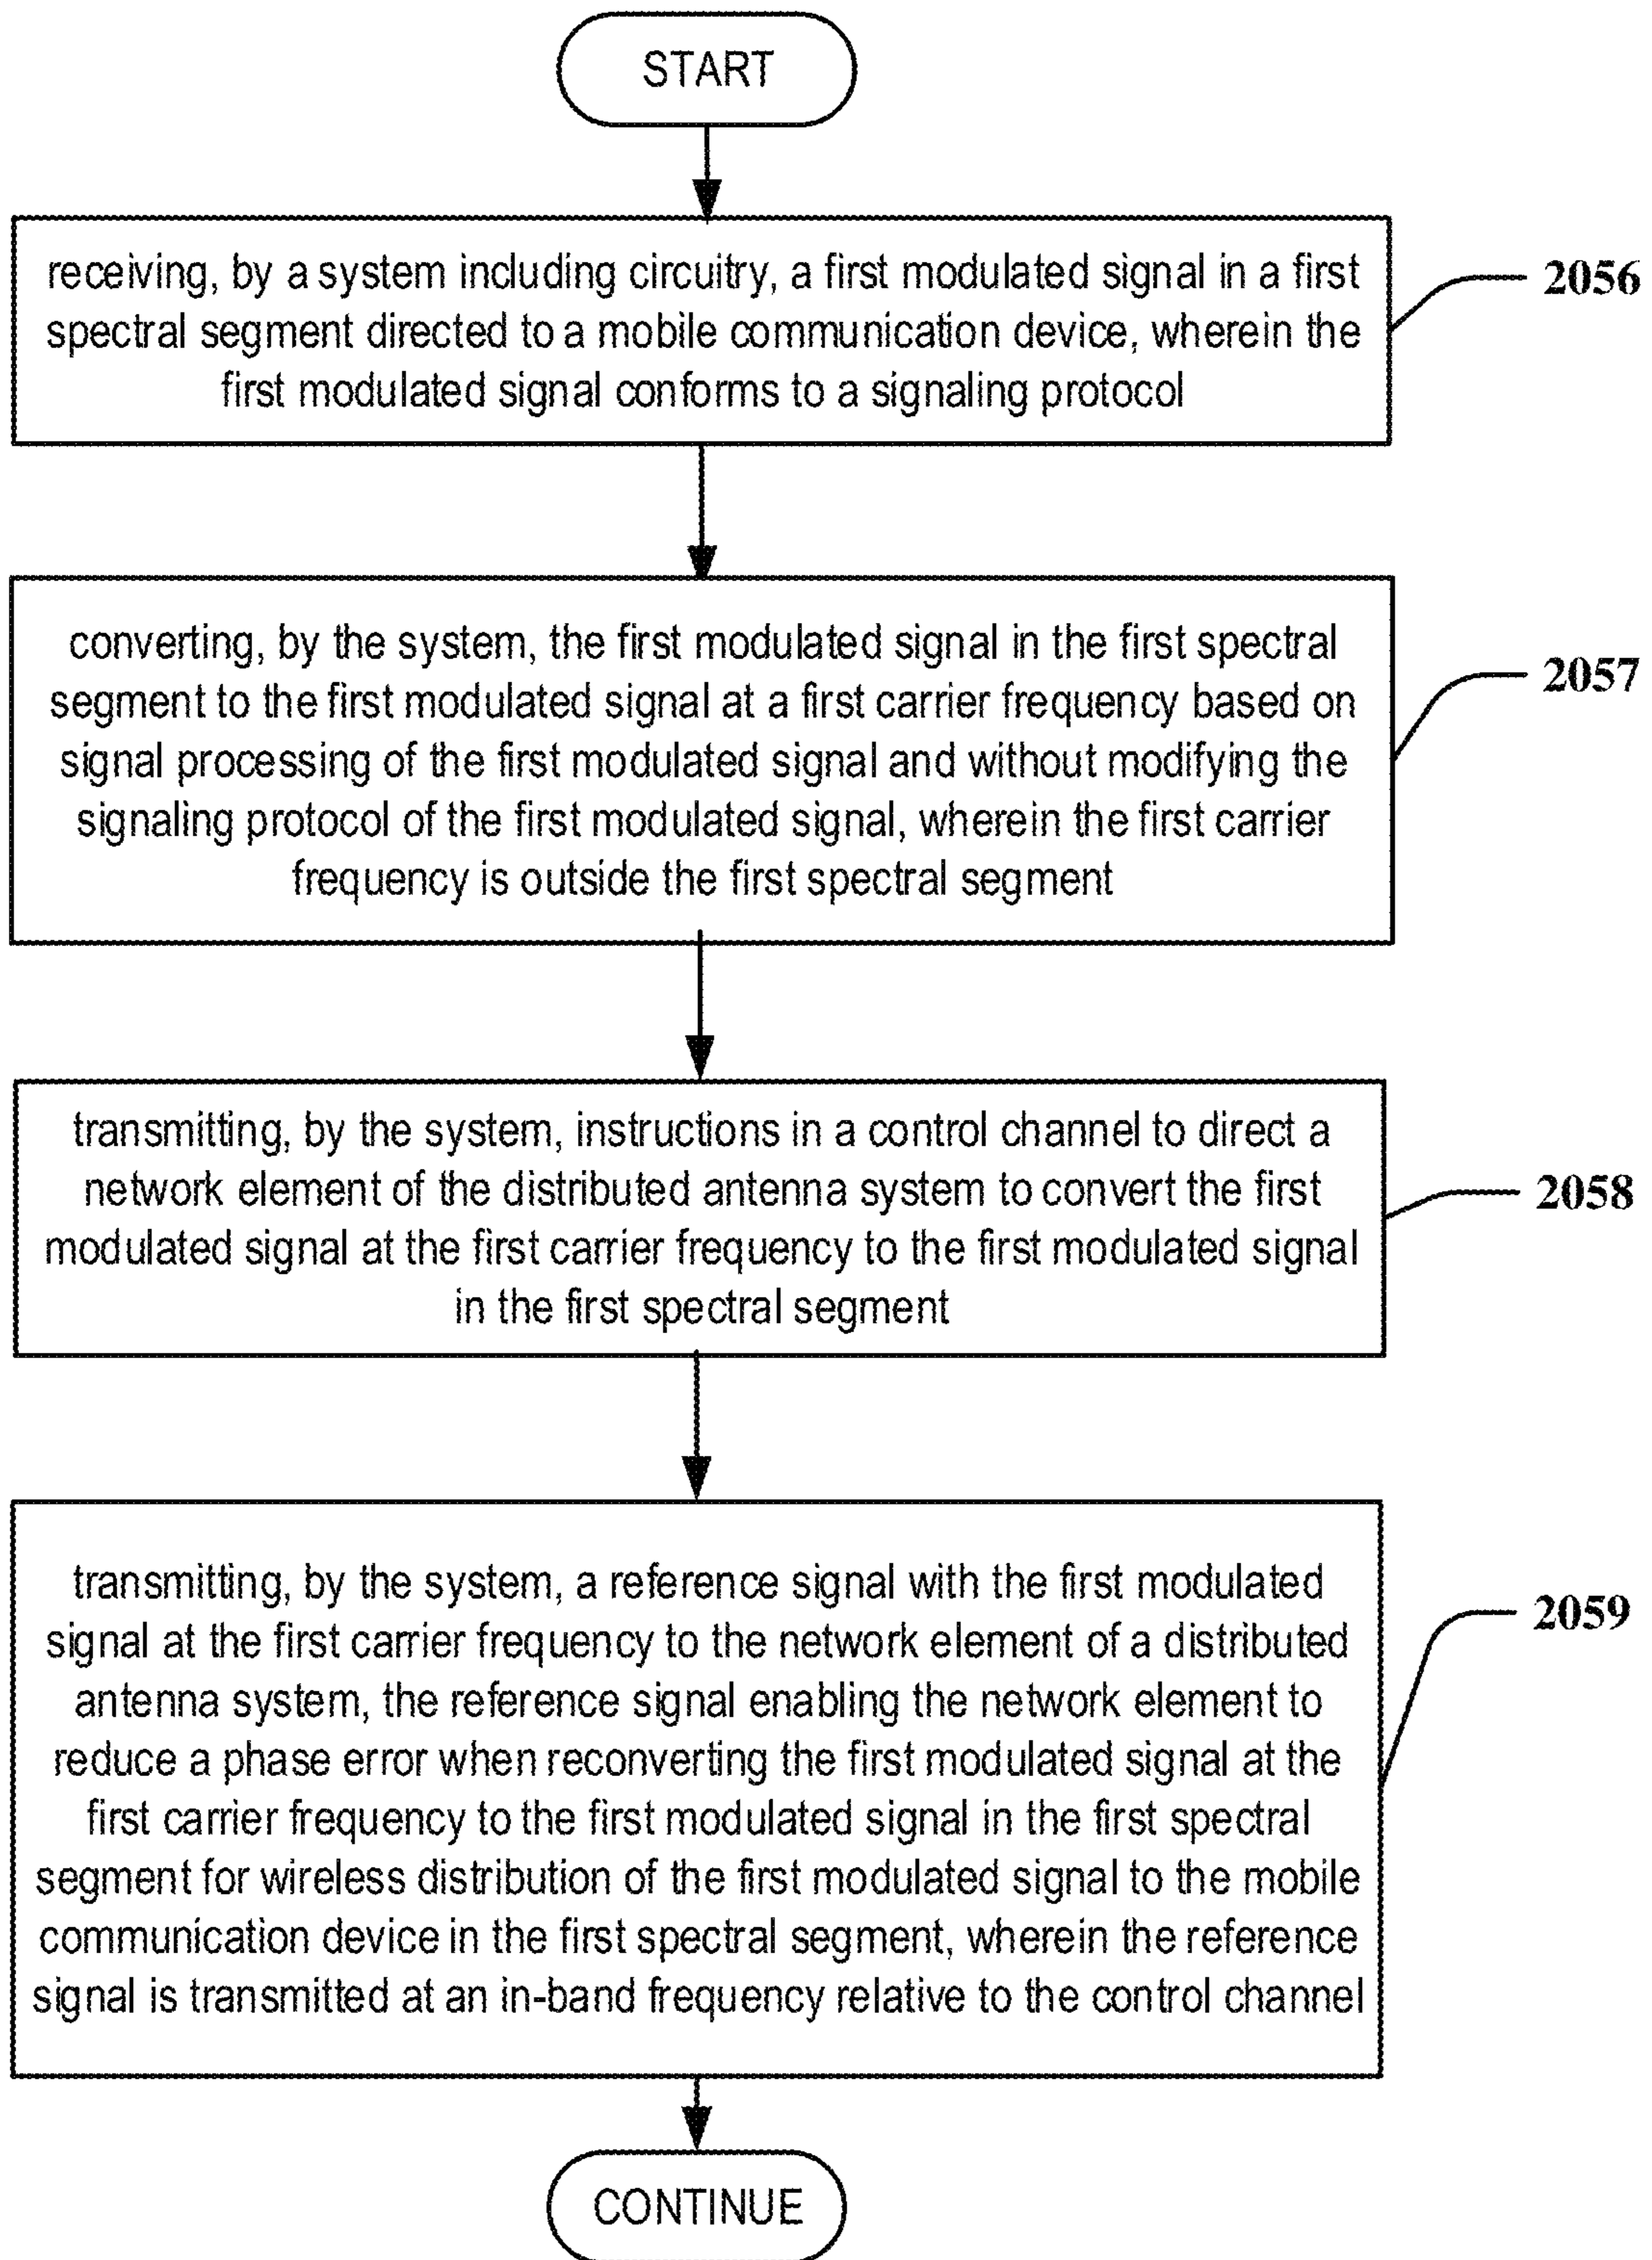 START
receiving, by a system including circuitry, a first modulated signal in a first
spectral segment directed to a mobile communication device, wherein the
first modulated signal conforms to a signaling protocol
2056
converting, by the system, the first modulated signal in the first spectral
segment to the first modulated signal at a first carrier frequency based on
signal processing of the first modulated signal and without modifying the
signaling protocol of the first modulated signal, wherein the first carrier
frequency is outside the first spectral segment
2057
transmitting, by the system, instructions in a control channel to direct a
network element of the distributed antenna system to convert the first
modulated signal at the first carrier frequency to the first modulated signal
in the first spectral segment
2058
transmitting, by the system, a reference signal with the first modulated
signal at the first carrier frequency to the network element of a distributed
antenna system, the reference signal enabling the network element to
reduce a phase error when reconverting the first modulated signal at the
first carrier frequency to the first modulated signal in the first spectral
segment for wireless distribution of the first modulated signal to the mobile
communication device in the first spectral segment, wherein the reference
signal is transmitted at an in-band frequency relative to the control channel
2059
CONTINUE